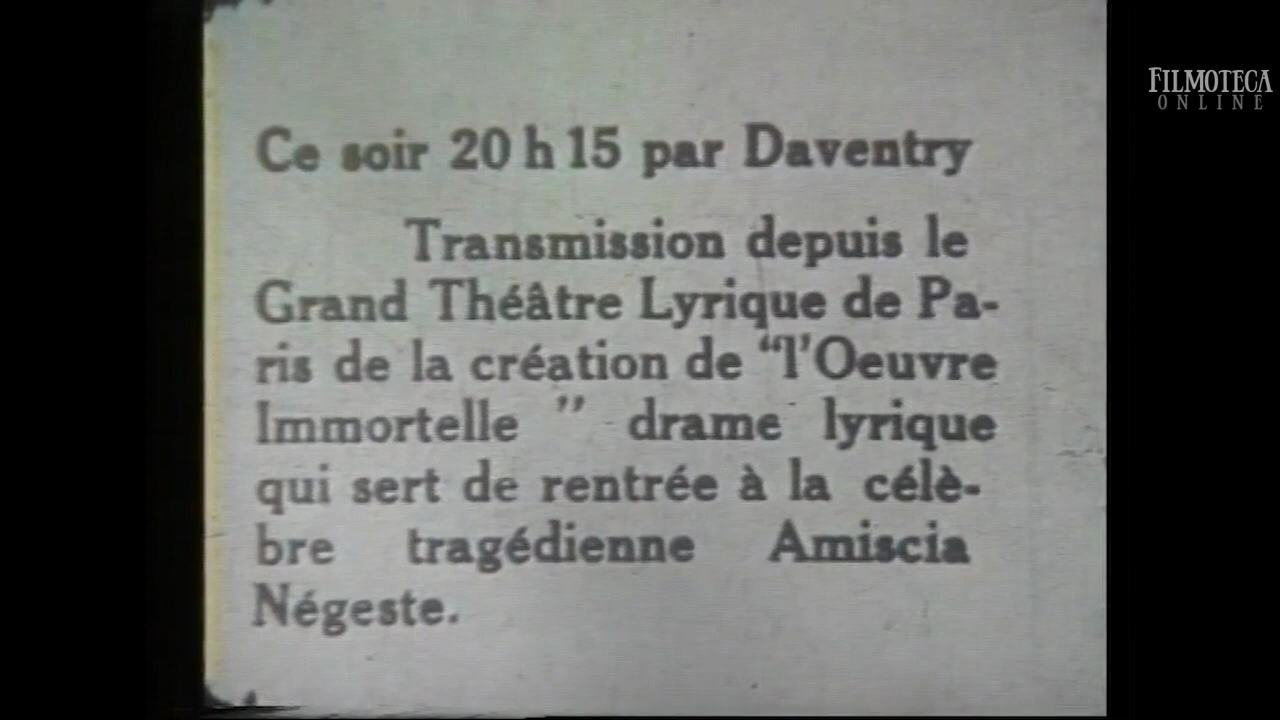 FILMOTECA
ONLINE
Ce soir 20 h 15 par Daventry
Transmission depuis le
Grand Théâtre Lyrique de Pa-
ris de la création de “l'Oeuvre
Immortelle ” drame lyrique
qui sert de rentrée à la célè-
bre tragédienne Amiscia
Négeste.